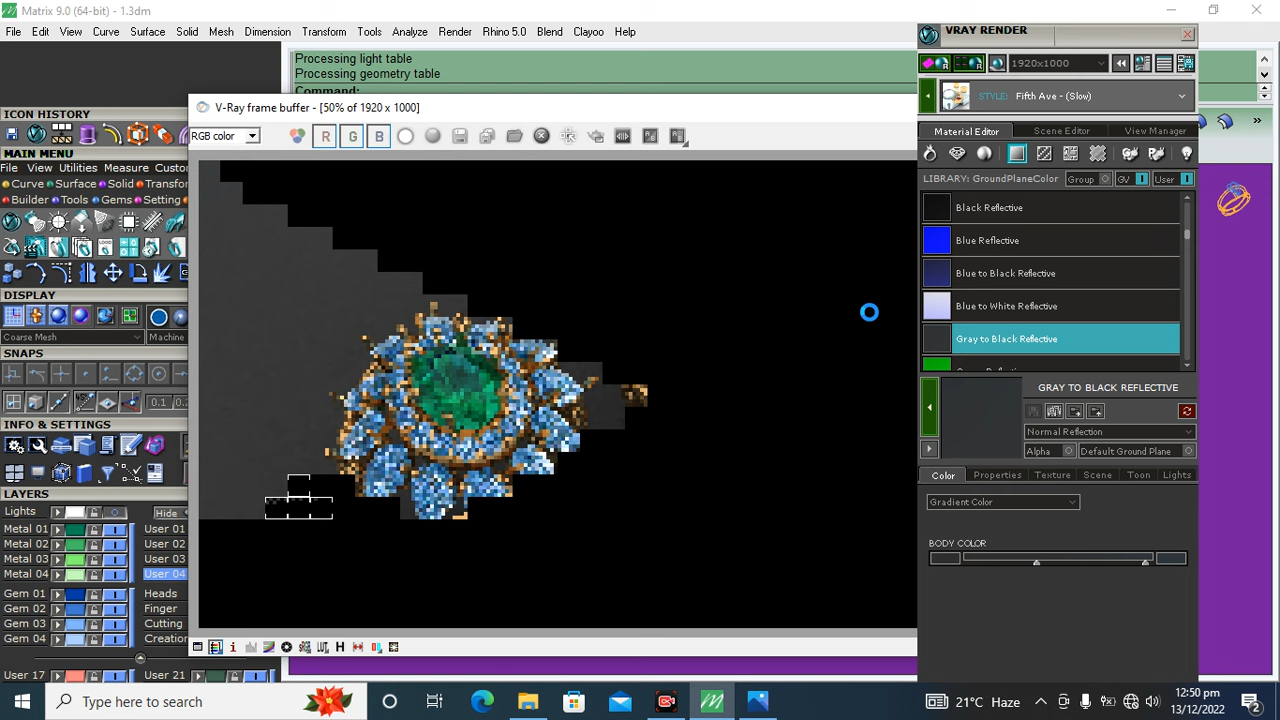 Matrix 9.0 (64-bit) - 1.3dm
File Edit View Curve Surface Solid Mesh Dimension Transform Tools Analyze Render Rhino 5.0 Blend Clayoo Help
Processing light table
Processing geometry table
Command:
V-Ray frame buffer - [50% of 1920 x 1000]
RGB color
R G B
ICON HISTORY
MAIN MENU
File View Utilities Measure Custo
Curve Surface Solid Transfor
Builder Tools Gems Setting
DISPLAY
Coarse Mesh Machine
SNAPS
0.1
INFO & SETTINGS
LAYERS
Lights Hide
Metal 01 User 01
Metal 02 User 02
Metal 03 User 03
Metal 04 User 04
Gem 01 Heads
Gem 02 Finger
Gem 03 Cutting
Gem 04 Creation
User 17 User 21
VRAY RENDER
1920x1000
STYLE: Fifth Ave - (Slow)
Material Editor Scene Editor View Manager
LIBRARY: GroundPlaneColor Group GV User
Black Reflective
Blue Reflective
Blue to Black Reflective
Blue to White Reflective
Gray to Black Reflective
GRAY TO BLACK REFLECTIVE
Normal Reflection
Alpha Default Ground Plane
Color Properties Texture Scene Toon Lights
Gradient Color
BODY COLOR
Type here to search
21°C Haze
12:50 pm
13/12/2022
2